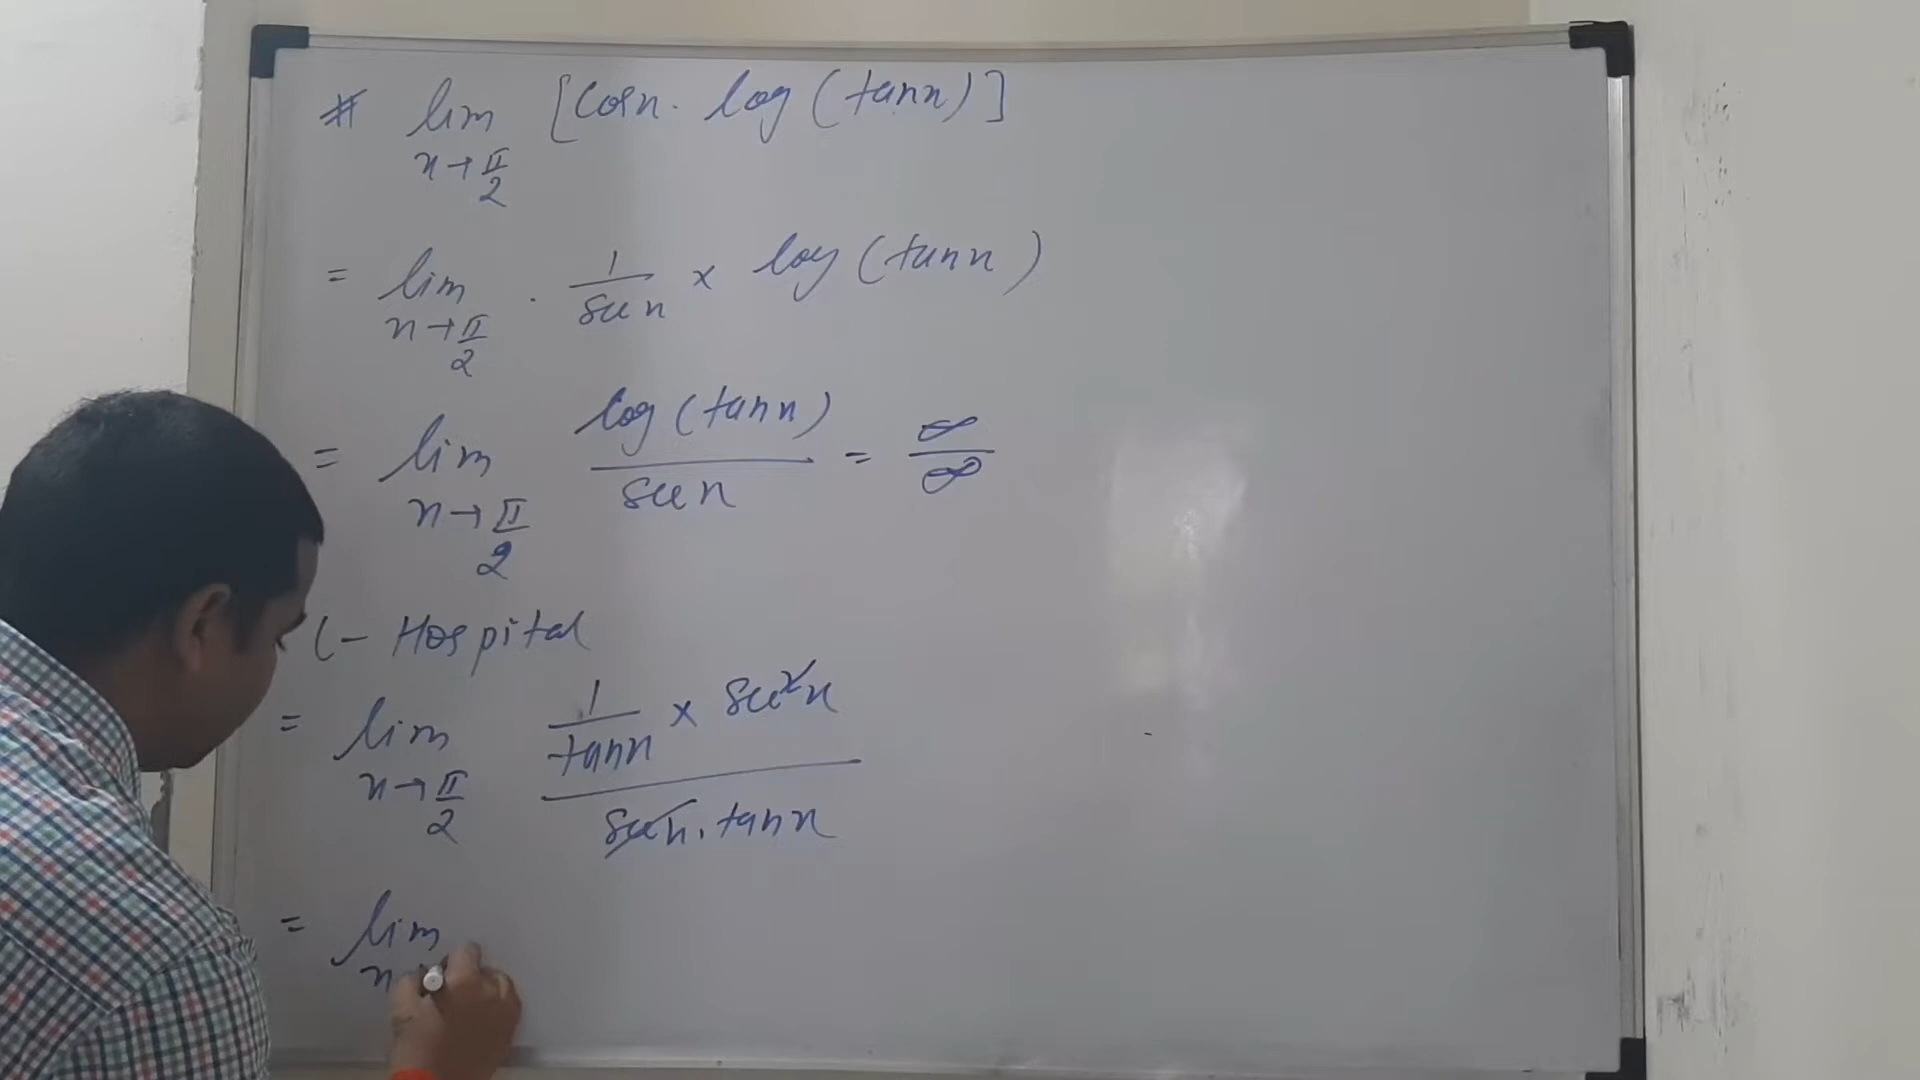 # lim [cosx. log (tanx)]
x→π/2
= lim . 1/secx × log (tanx)
x→π/2
= lim log (tanx)/secx = ∞/∞
x→π/2
L- Hospital
= lim 1/tanx × sec²x / secx. tanx
x→π/2
= lim
x